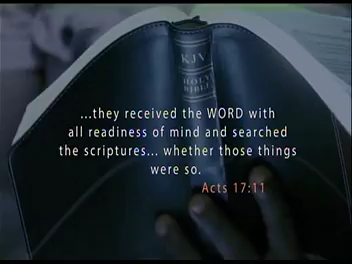 KJV
HOLY
BIBLE
...they received the WORD with
all readiness of mind and searched
the scriptures... whether those things
were so.
Acts 17:11